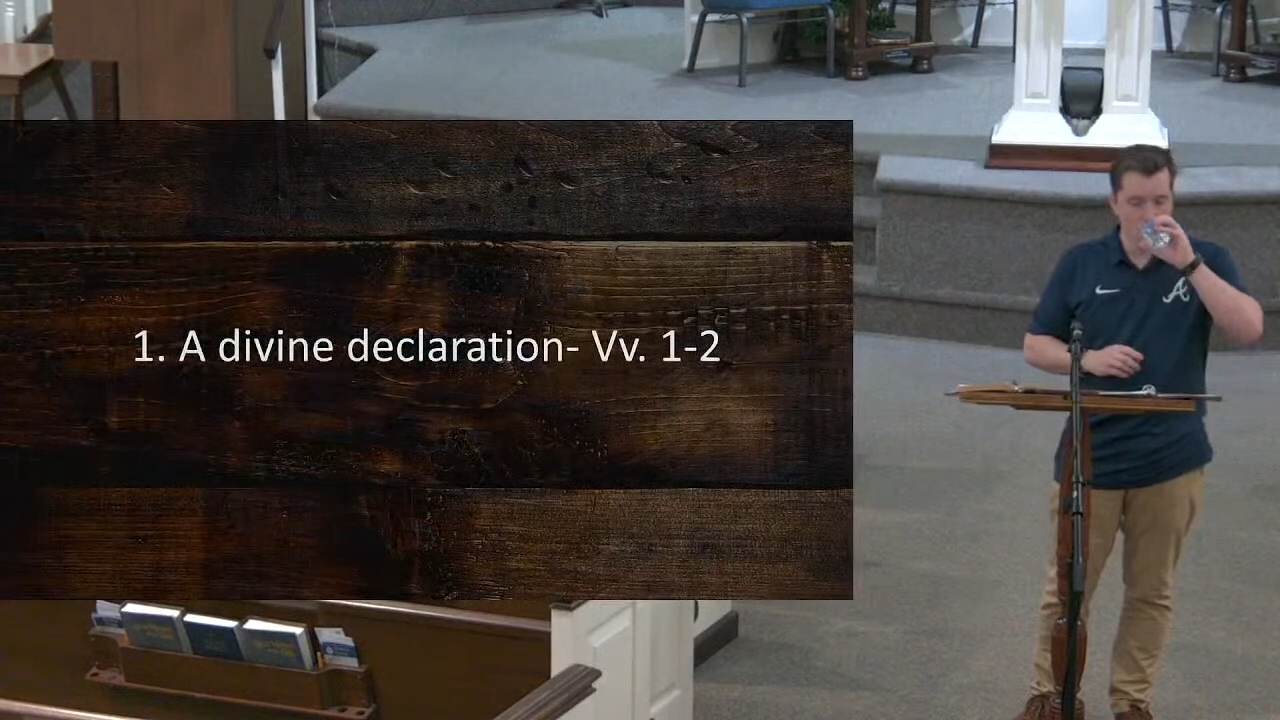 1. A divine declaration- Vv. 1-2
A